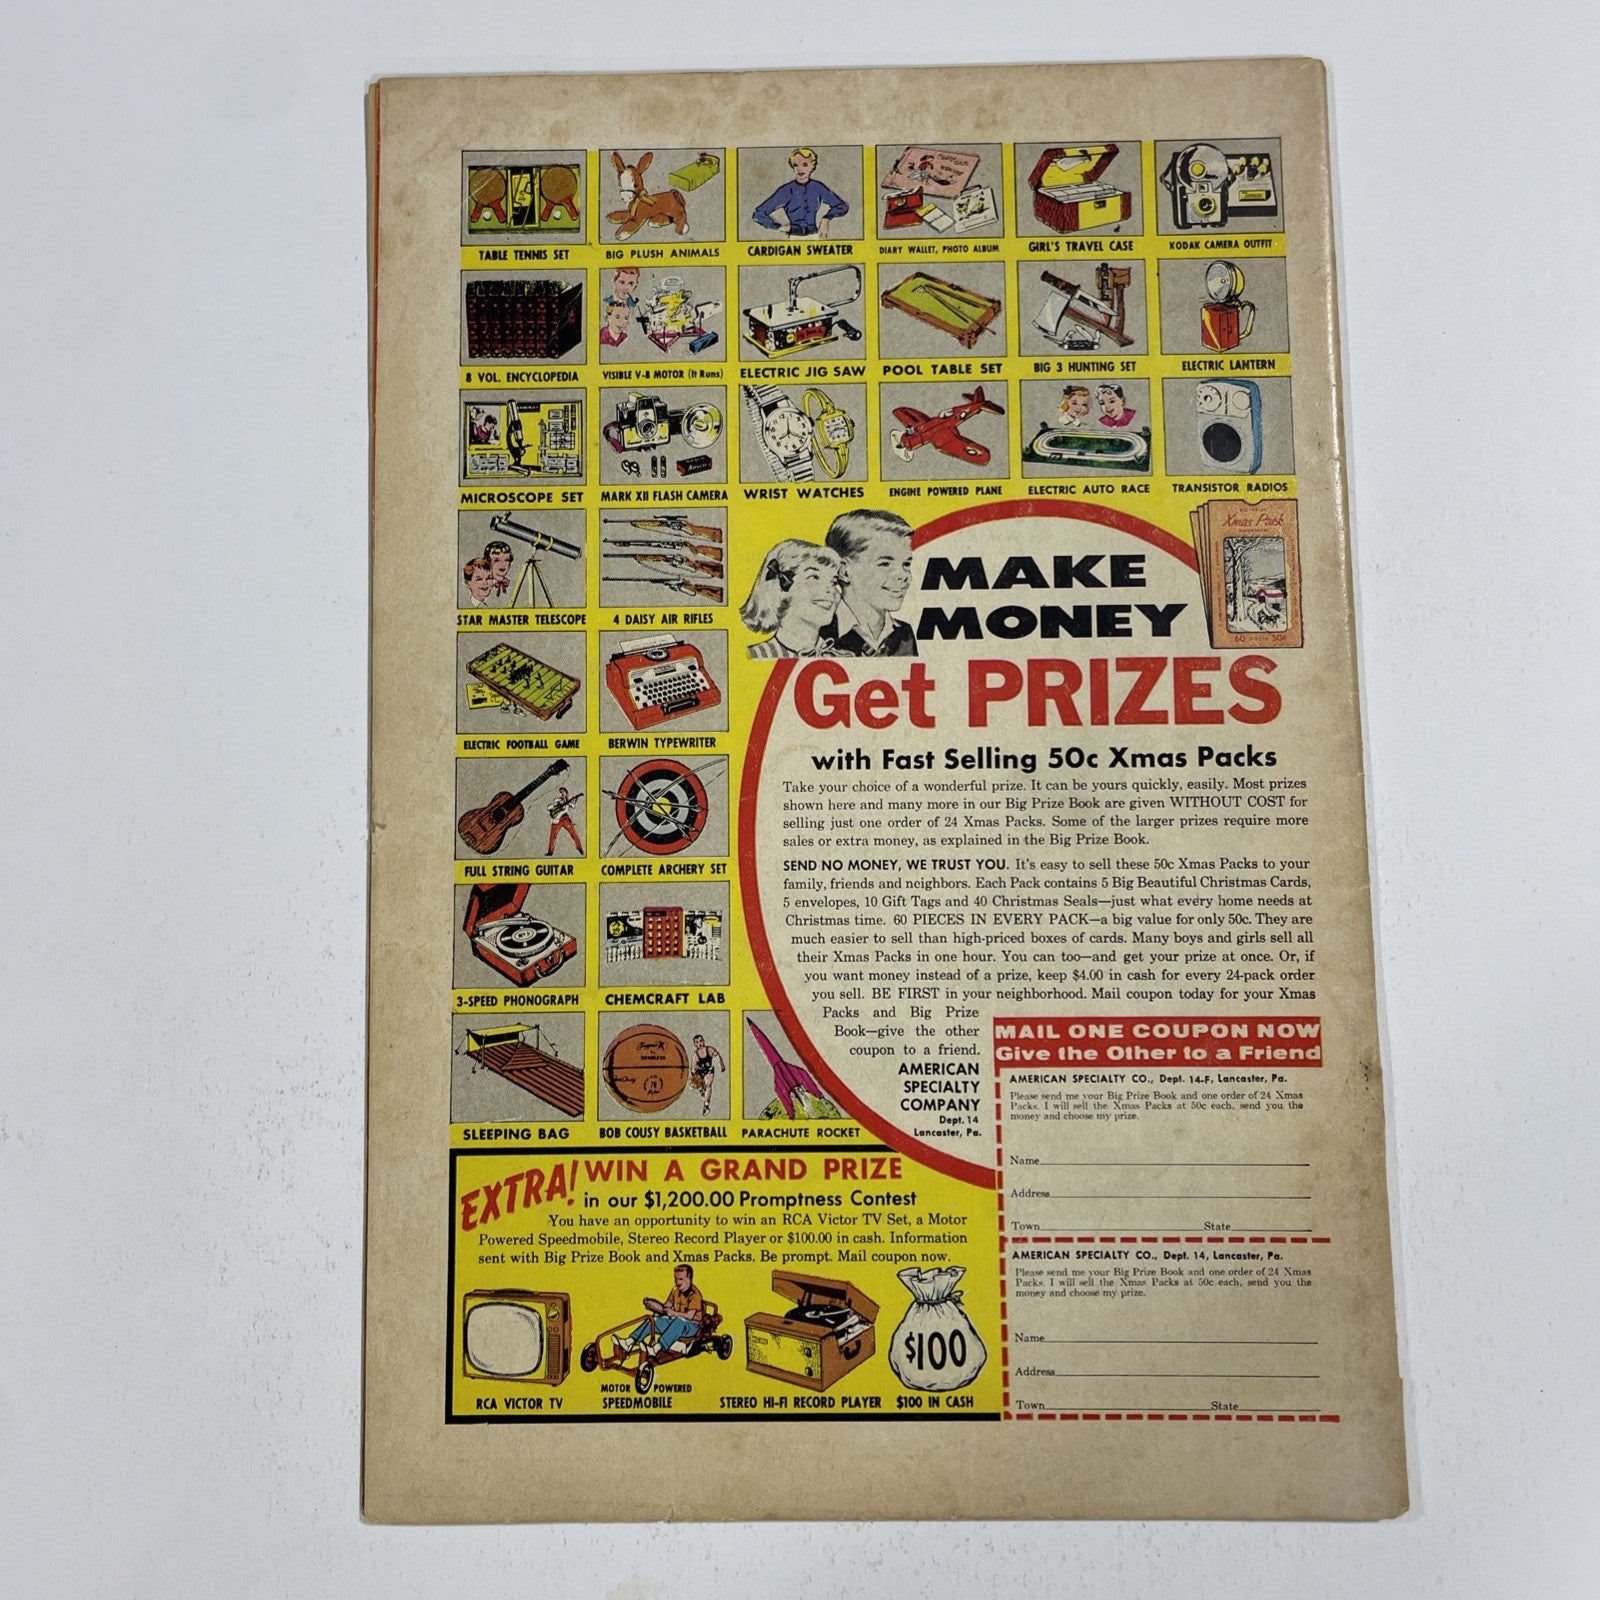 TABLE TENNIS SET
BIG PLUSH ANIMALS
CARDIGAN SWEATER
DIARY WALLET, PHOTO ALBUM
GIRL'S TRAVEL CASE
KODAK CAMERA OUTFIT
8 VOL. ENCYCLOPEDIA
VISIBLE V-8 MOTOR (It Runs)
ELECTRIC JIG SAW
POOL TABLE SET
BIG 3 HUNTING SET
ELECTRIC LANTERN
MICROSCOPE SET
MARK XII FLASH CAMERA
WRIST WATCHES
ENGINE POWERED PLANE
ELECTRIC AUTO RACE
TRANSISTOR RADIOS
STAR MASTER TELESCOPE
4 DAISY AIR RIFLES
ELECTRIC FOOTBALL GAME
BERWIN TYPEWRITER
FULL STRING GUITAR
COMPLETE ARCHERY SET
3-SPEED PHONOGRAPH
CHEMCRAFT LAB
SLEEPING BAG
BOB COUSY BASKETBALL
PARACHUTE ROCKET
Xmas Pack
MAKE
MONEY
Get PRIZES
with Fast Selling 50c Xmas Packs
Take your choice of a wonderful prize. It can be yours quickly, easily. Most prizes
shown here and many more in our Big Prize Book are given WITHOUT COST for
selling just one order of 24 Xmas Packs. Some of the larger prizes require more
sales or extra money, as explained in the Big Prize Book.
SEND NO MONEY, WE TRUST YOU. It's easy to sell these 50c Xmas Packs to your
family, friends and neighbors. Each Pack contains 5 Big Beautiful Christmas Cards,
5 envelopes, 10 Gift Tags and 40 Christmas Seals—just what every home needs at
Christmas time. 60 PIECES IN EVERY PACK—a big value for only 50c. They are
much easier to sell than high-priced boxes of cards. Many boys and girls sell all
their Xmas Packs in one hour. You can too—and get your prize at once. Or, if
you want money instead of a prize, keep $4.00 in cash for every 24-pack order
you sell. BE FIRST in your neighborhood. Mail coupon today for your Xmas
Packs and Big Prize
Book—give the other
coupon to a friend.
AMERICAN
SPECIALTY
COMPANY
Dept. 14
Lancaster, Pa.
MAIL ONE COUPON NOW
Give the Other to a Friend
AMERICAN SPECIALTY CO., Dept. 14-F, Lancaster, Pa.
Please send me your Big Prize Book and one order of 24 Xmas
Packs. I will sell the Xmas Packs at 50c each, send you the
money and choose my prize.
Name
Address
Town State
AMERICAN SPECIALTY CO., Dept. 14, Lancaster, Pa.
Please send me your Big Prize Book and one order of 24 Xmas
Packs. I will sell the Xmas Packs at 50c each, send you the
money and choose my prize.
Name
Address
Town State
EXTRA! WIN A GRAND PRIZE
in our $1,200.00 Promptness Contest
You have an opportunity to win an RCA Victor TV Set, a Motor
Powered Speedmobile, Stereo Record Player or $100.00 in cash. Information
sent with Big Prize Book and Xmas Packs. Be prompt. Mail coupon now.
$100
RCA VICTOR TV
MOTOR POWERED
SPEEDMOBILE
STEREO HI-FI RECORD PLAYER
$100 IN CASH